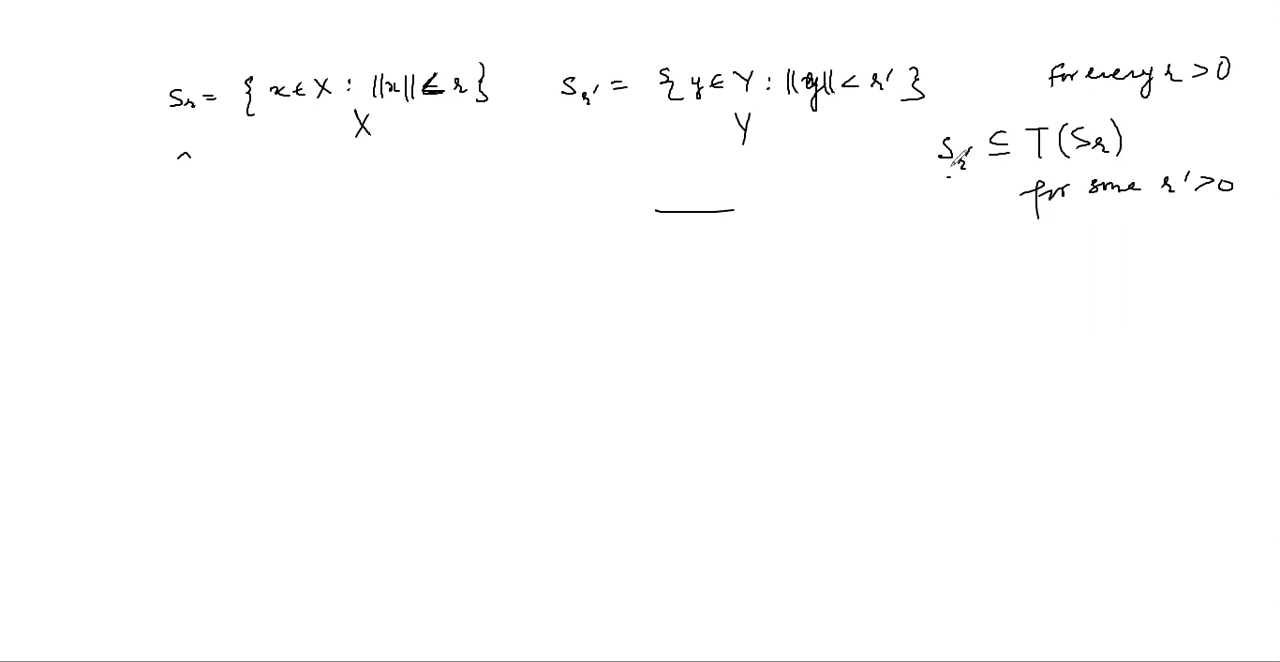 S_r = { x ∈ X : ||x|| < r } S_r' = { y ∈ Y : ||y|| < r' } for every r > 0
X Y
S_r' ⊆ T(S_r)
for some r' > 0